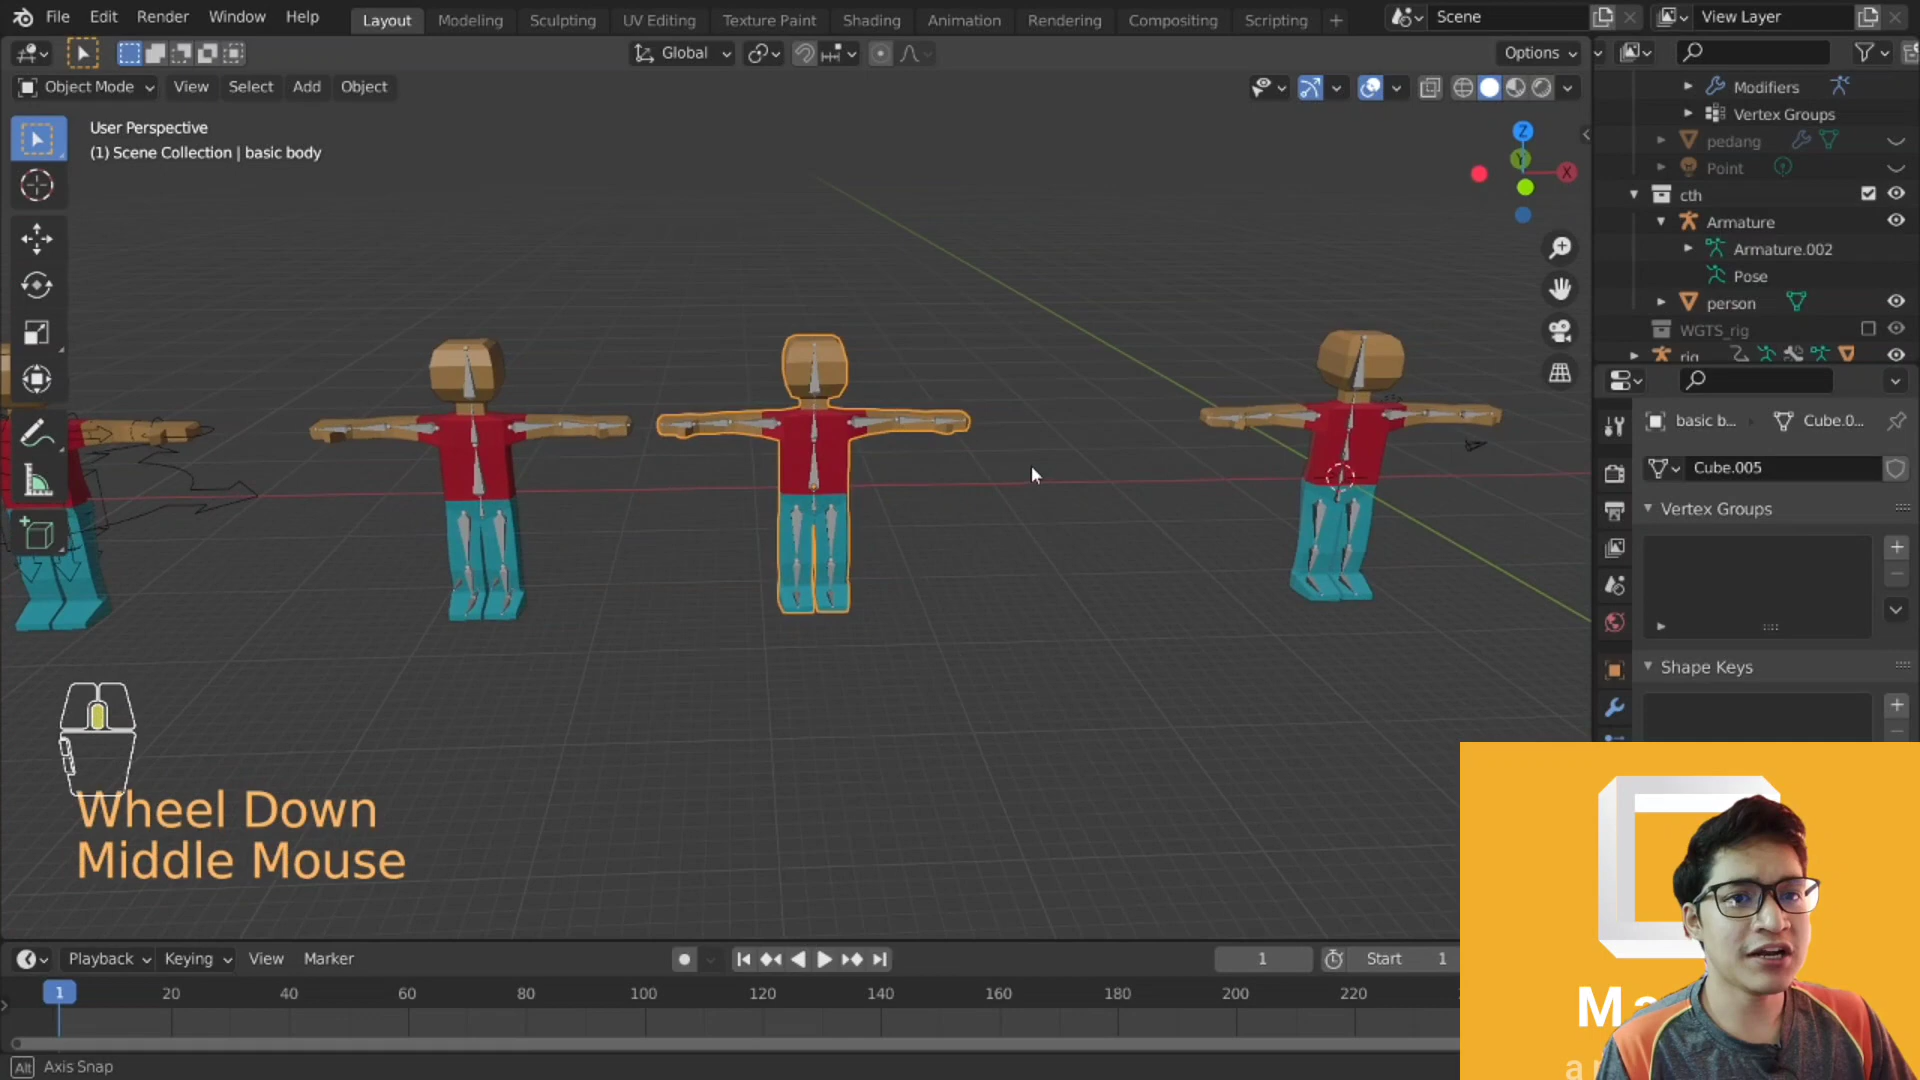 File Edit Render Window Help Layout Modeling Sculpting UV Editing Texture Paint Shading Animation Rendering Compositing Scripting + Scene View Layer
Global Options
Object Mode View Select Add Object
User Perspective
(1) Scene Collection | basic body
Z
Y
X
Modifiers
Vertex Groups
pedang
Point
cth
Armature
Armature.002
Pose
person
WGTS_rig
rig
basic b... Cube.0...
Cube.005
Vertex Groups
Shape Keys
Wheel Down
Middle Mouse
Playback Keying View Marker 1 Start 1
1 20 40 60 80 100 120 140 160 180 200 220
Alt Axis Snap